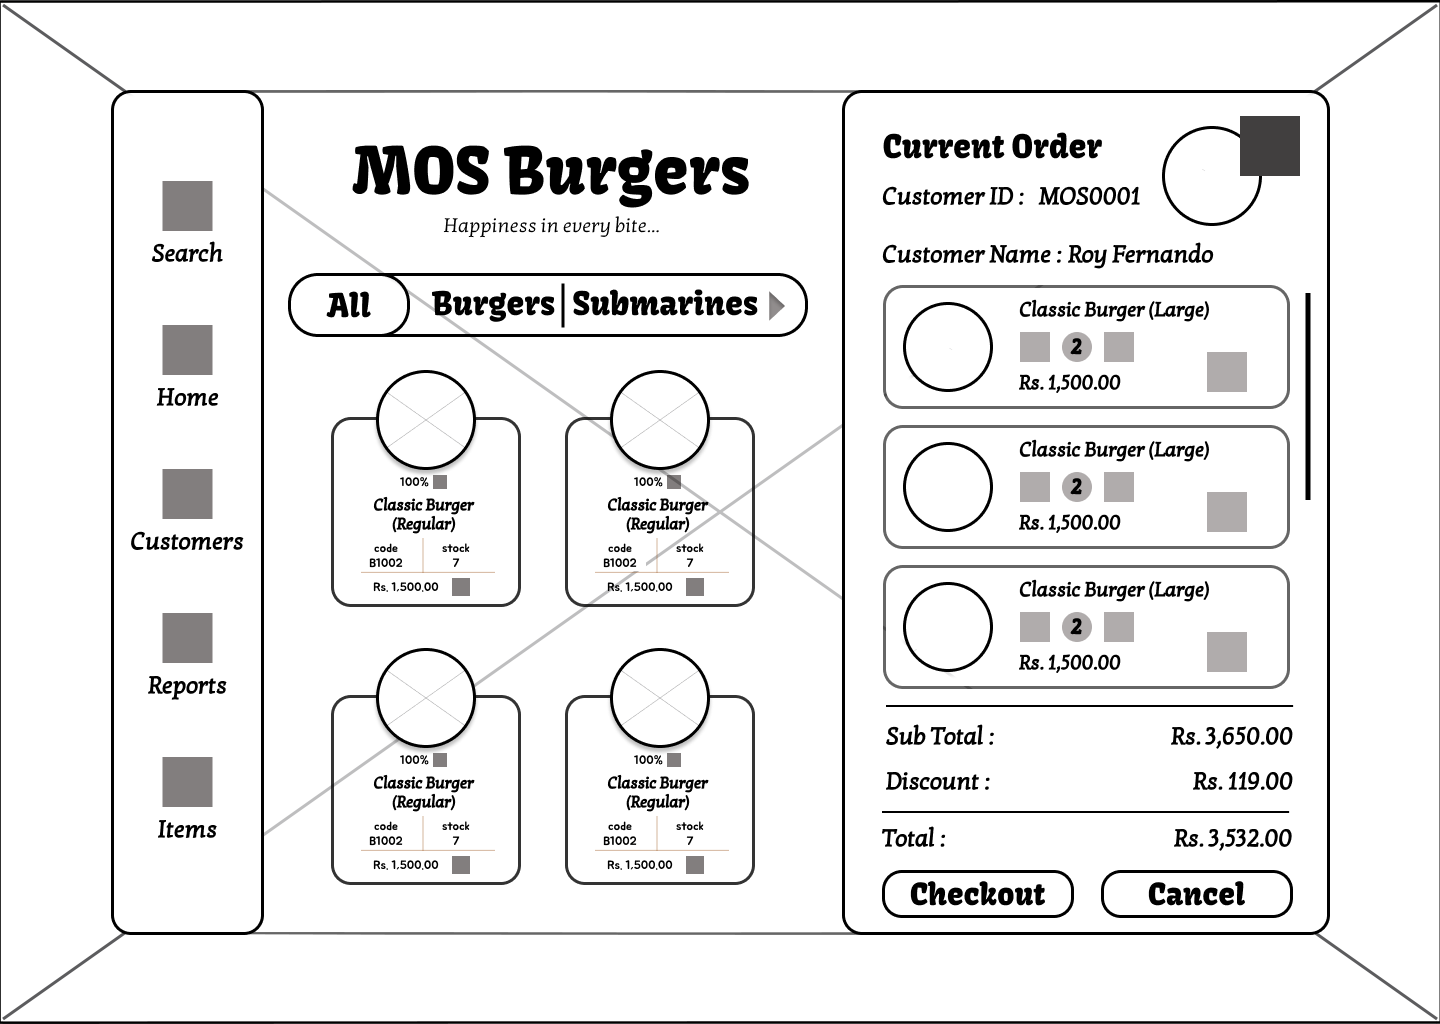 Search
Home
Customers
Reports
Items
MOS Burgers
Happiness in every bite...
All
Burgers
Submarines
100%
Classic Burger
(Regular)
code stock
B1002 7
Rs. 1,500.00
100%
Classic Burger
(Regular)
code stock
B1002 7
Rs. 1,500.00
100%
Classic Burger
(Regular)
code stock
B1002 7
Rs. 1,500.00
100%
Classic Burger
(Regular)
code stock
B1002 7
Rs. 1,500.00
Current Order
Customer ID : MOS0001
Customer Name : Roy Fernando
Classic Burger (Large)
2
Rs. 1,500.00
Classic Burger (Large)
2
Rs. 1,500.00
Classic Burger (Large)
2
Rs. 1,500.00
Sub Total : Rs. 3,650.00
Discount : Rs. 119.00
Total : Rs. 3,532.00
Checkout
Cancel